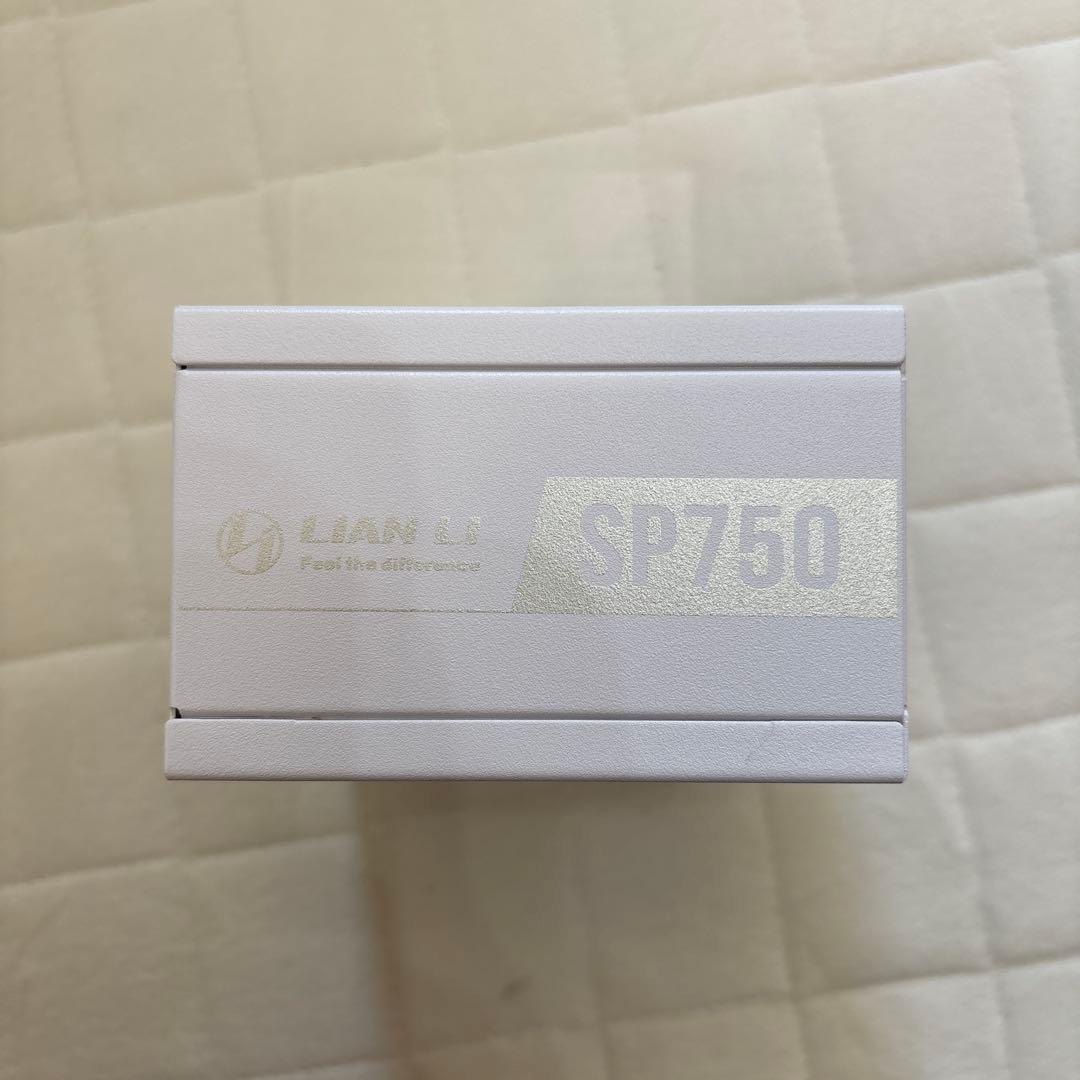 LIAN LI
Feel the difference
SP750